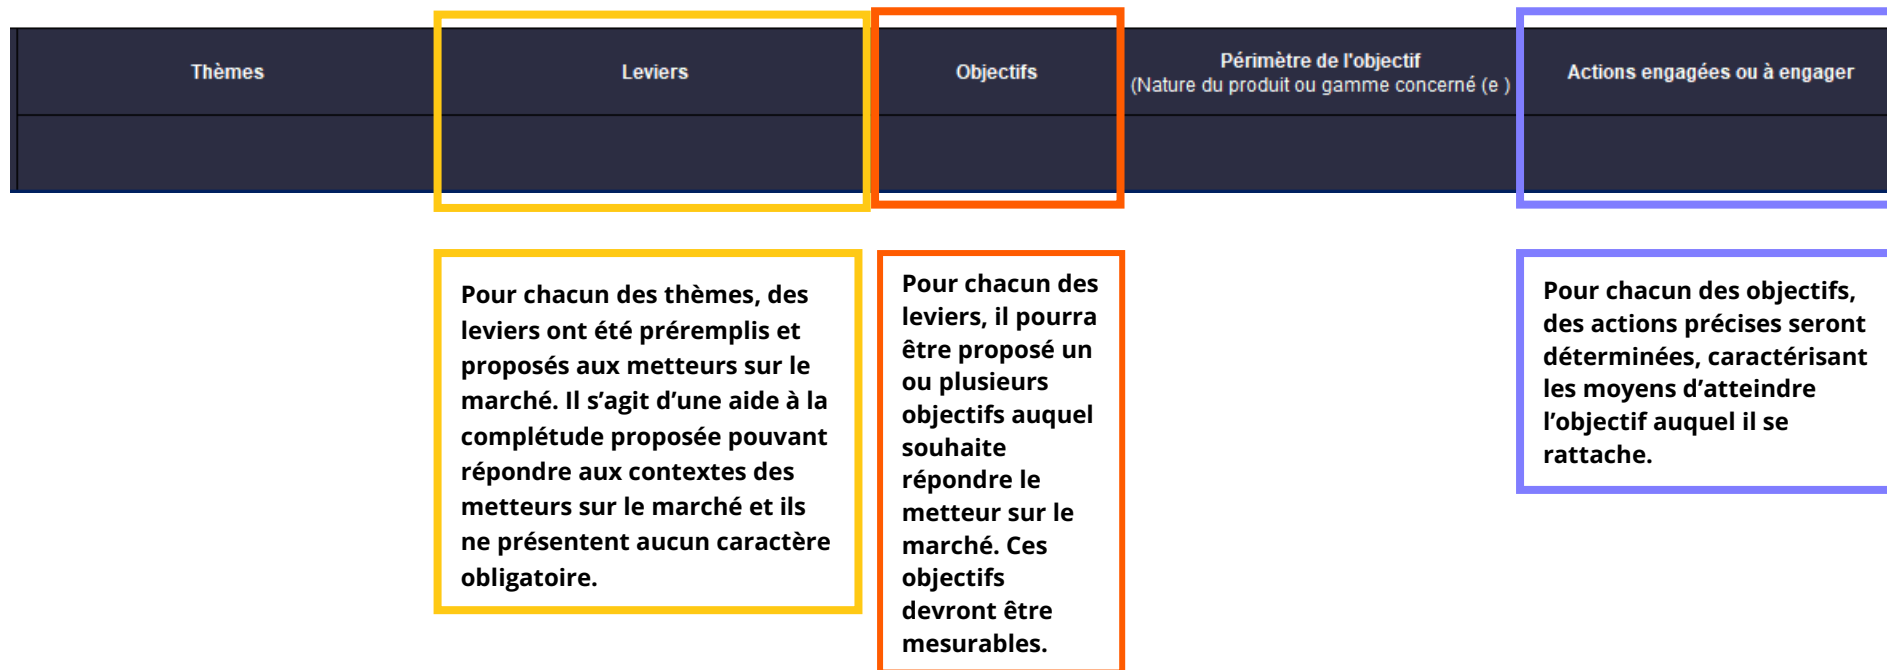 Thèmes
Leviers
Objectifs
Périmètre de l'objectif
(Nature du produit ou gamme concerné (e )
Actions engagées ou à engager
Pour chacun des thèmes, des
leviers ont été préremplis et
proposés aux metteurs sur le
marché. Il s’agit d’une aide à la
complétude proposée pouvant
répondre aux contextes des
metteurs sur le marché et ils
ne présentent aucun caractère
obligatoire.
Pour chacun des
leviers, il pourra
être proposé un
ou plusieurs
objectifs auquel
souhaite
répondre le
metteur sur le
marché. Ces
objectifs
devront être
mesurables.
Pour chacun des objectifs,
des actions précises seront
déterminées, caractérisant
les moyens d’atteindre
l’objectif auquel il se
rattache.